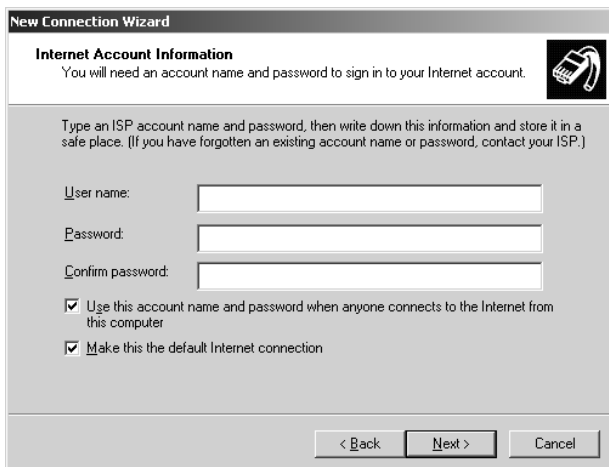 New Connection Wizard
Internet Account Information
You will need an account name and password to sign in to your Internet account.
Type an ISP account name and password, then write down this information and store it in a
safe place. (If you have forgotten an existing account name or password, contact your ISP.)
User name:
Password:
Confirm password:
Use this account name and password when anyone connects to the Internet from
this computer
Make this the default Internet connection
< Back Next > Cancel